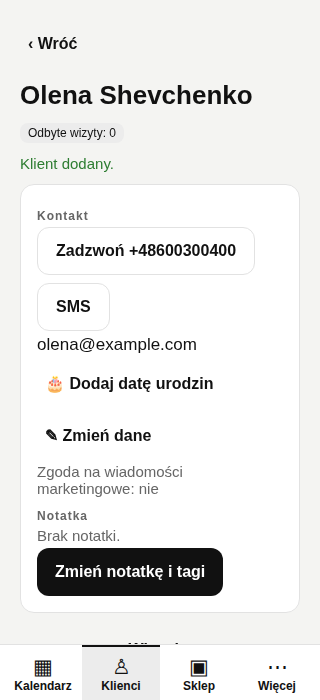 ‹ Wróć
Olena Shevchenko
Odbyte wizyty: 0
Klient dodany.
Kontakt
Zadzwoń +48600300400
SMS
olena@example.com
🎂 Dodaj datę urodzin
✎ Zmień dane
Zgoda na wiadomości
marketingowe: nie
Notatka
Brak notatki.
Zmień notatkę i tagi
Kalendarz
Klienci
Sklep
Więcej